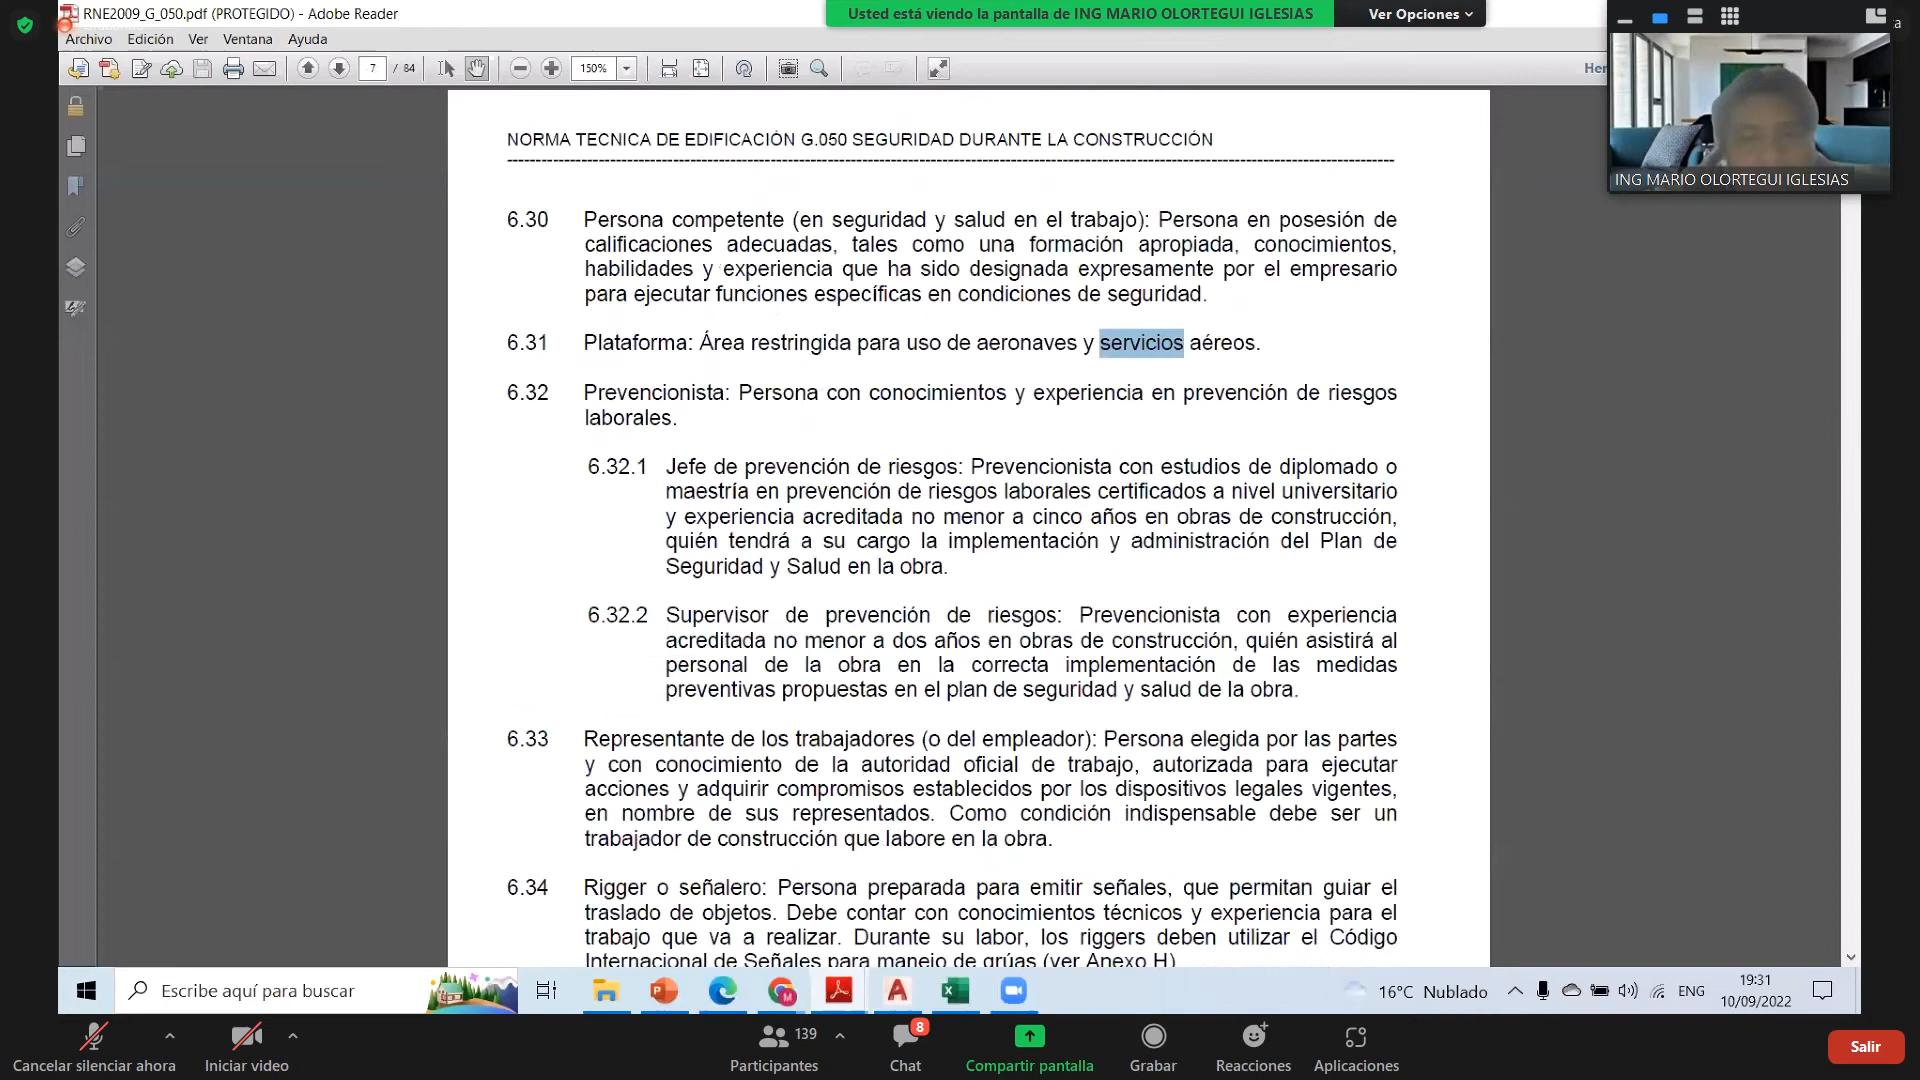 RNE2009_G_050.pdf (PROTEGIDO) - Adobe Reader
Usted está viendo la pantalla de ING MARIO OLORTEGUI IGLESIAS
Ver Opciones
Archivo Edición Ver Ventana Ayuda
7 / 84 150%
ING MARIO OLORTEGUI IGLESIAS
NORMA TECNICA DE EDIFICACIÓN G.050 SEGURIDAD DURANTE LA CONSTRUCCIÓN
6.30 Persona competente (en seguridad y salud en el trabajo): Persona en posesión de
calificaciones adecuadas, tales como una formación apropiada, conocimientos,
habilidades y experiencia que ha sido designada expresamente por el empresario
para ejecutar funciones específicas en condiciones de seguridad.
6.31 Plataforma: Área restringida para uso de aeronaves y servicios aéreos.
6.32 Prevencionista: Persona con conocimientos y experiencia en prevención de riesgos
laborales.
6.32.1 Jefe de prevención de riesgos: Prevencionista con estudios de diplomado o
maestría en prevención de riesgos laborales certificados a nivel universitario
y experiencia acreditada no menor a cinco años en obras de construcción,
quién tendrá a su cargo la implementación y administración del Plan de
Seguridad y Salud en la obra.
6.32.2 Supervisor de prevención de riesgos: Prevencionista con experiencia
acreditada no menor a dos años en obras de construcción, quién asistirá al
personal de la obra en la correcta implementación de las medidas
preventivas propuestas en el plan de seguridad y salud de la obra.
6.33 Representante de los trabajadores (o del empleador): Persona elegida por las partes
y con conocimiento de la autoridad oficial de trabajo, autorizada para ejecutar
acciones y adquirir compromisos establecidos por los dispositivos legales vigentes,
en nombre de sus representados. Como condición indispensable debe ser un
trabajador de construcción que labore en la obra.
6.34 Rigger o señalero: Persona preparada para emitir señales, que permitan guiar el
traslado de objetos. Debe contar con conocimientos técnicos y experiencia para el
trabajo que va a realizar. Durante su labor, los riggers deben utilizar el Código
Internacional de Señales para manejo de grúas (ver Anexo H)
Escribe aquí para buscar
16°C Nublado
ENG
19:31
10/09/2022
139
8
Cancelar silenciar ahora
Iniciar video
Participantes
Chat
Compartir pantalla
Grabar
Reacciones
Aplicaciones
Salir